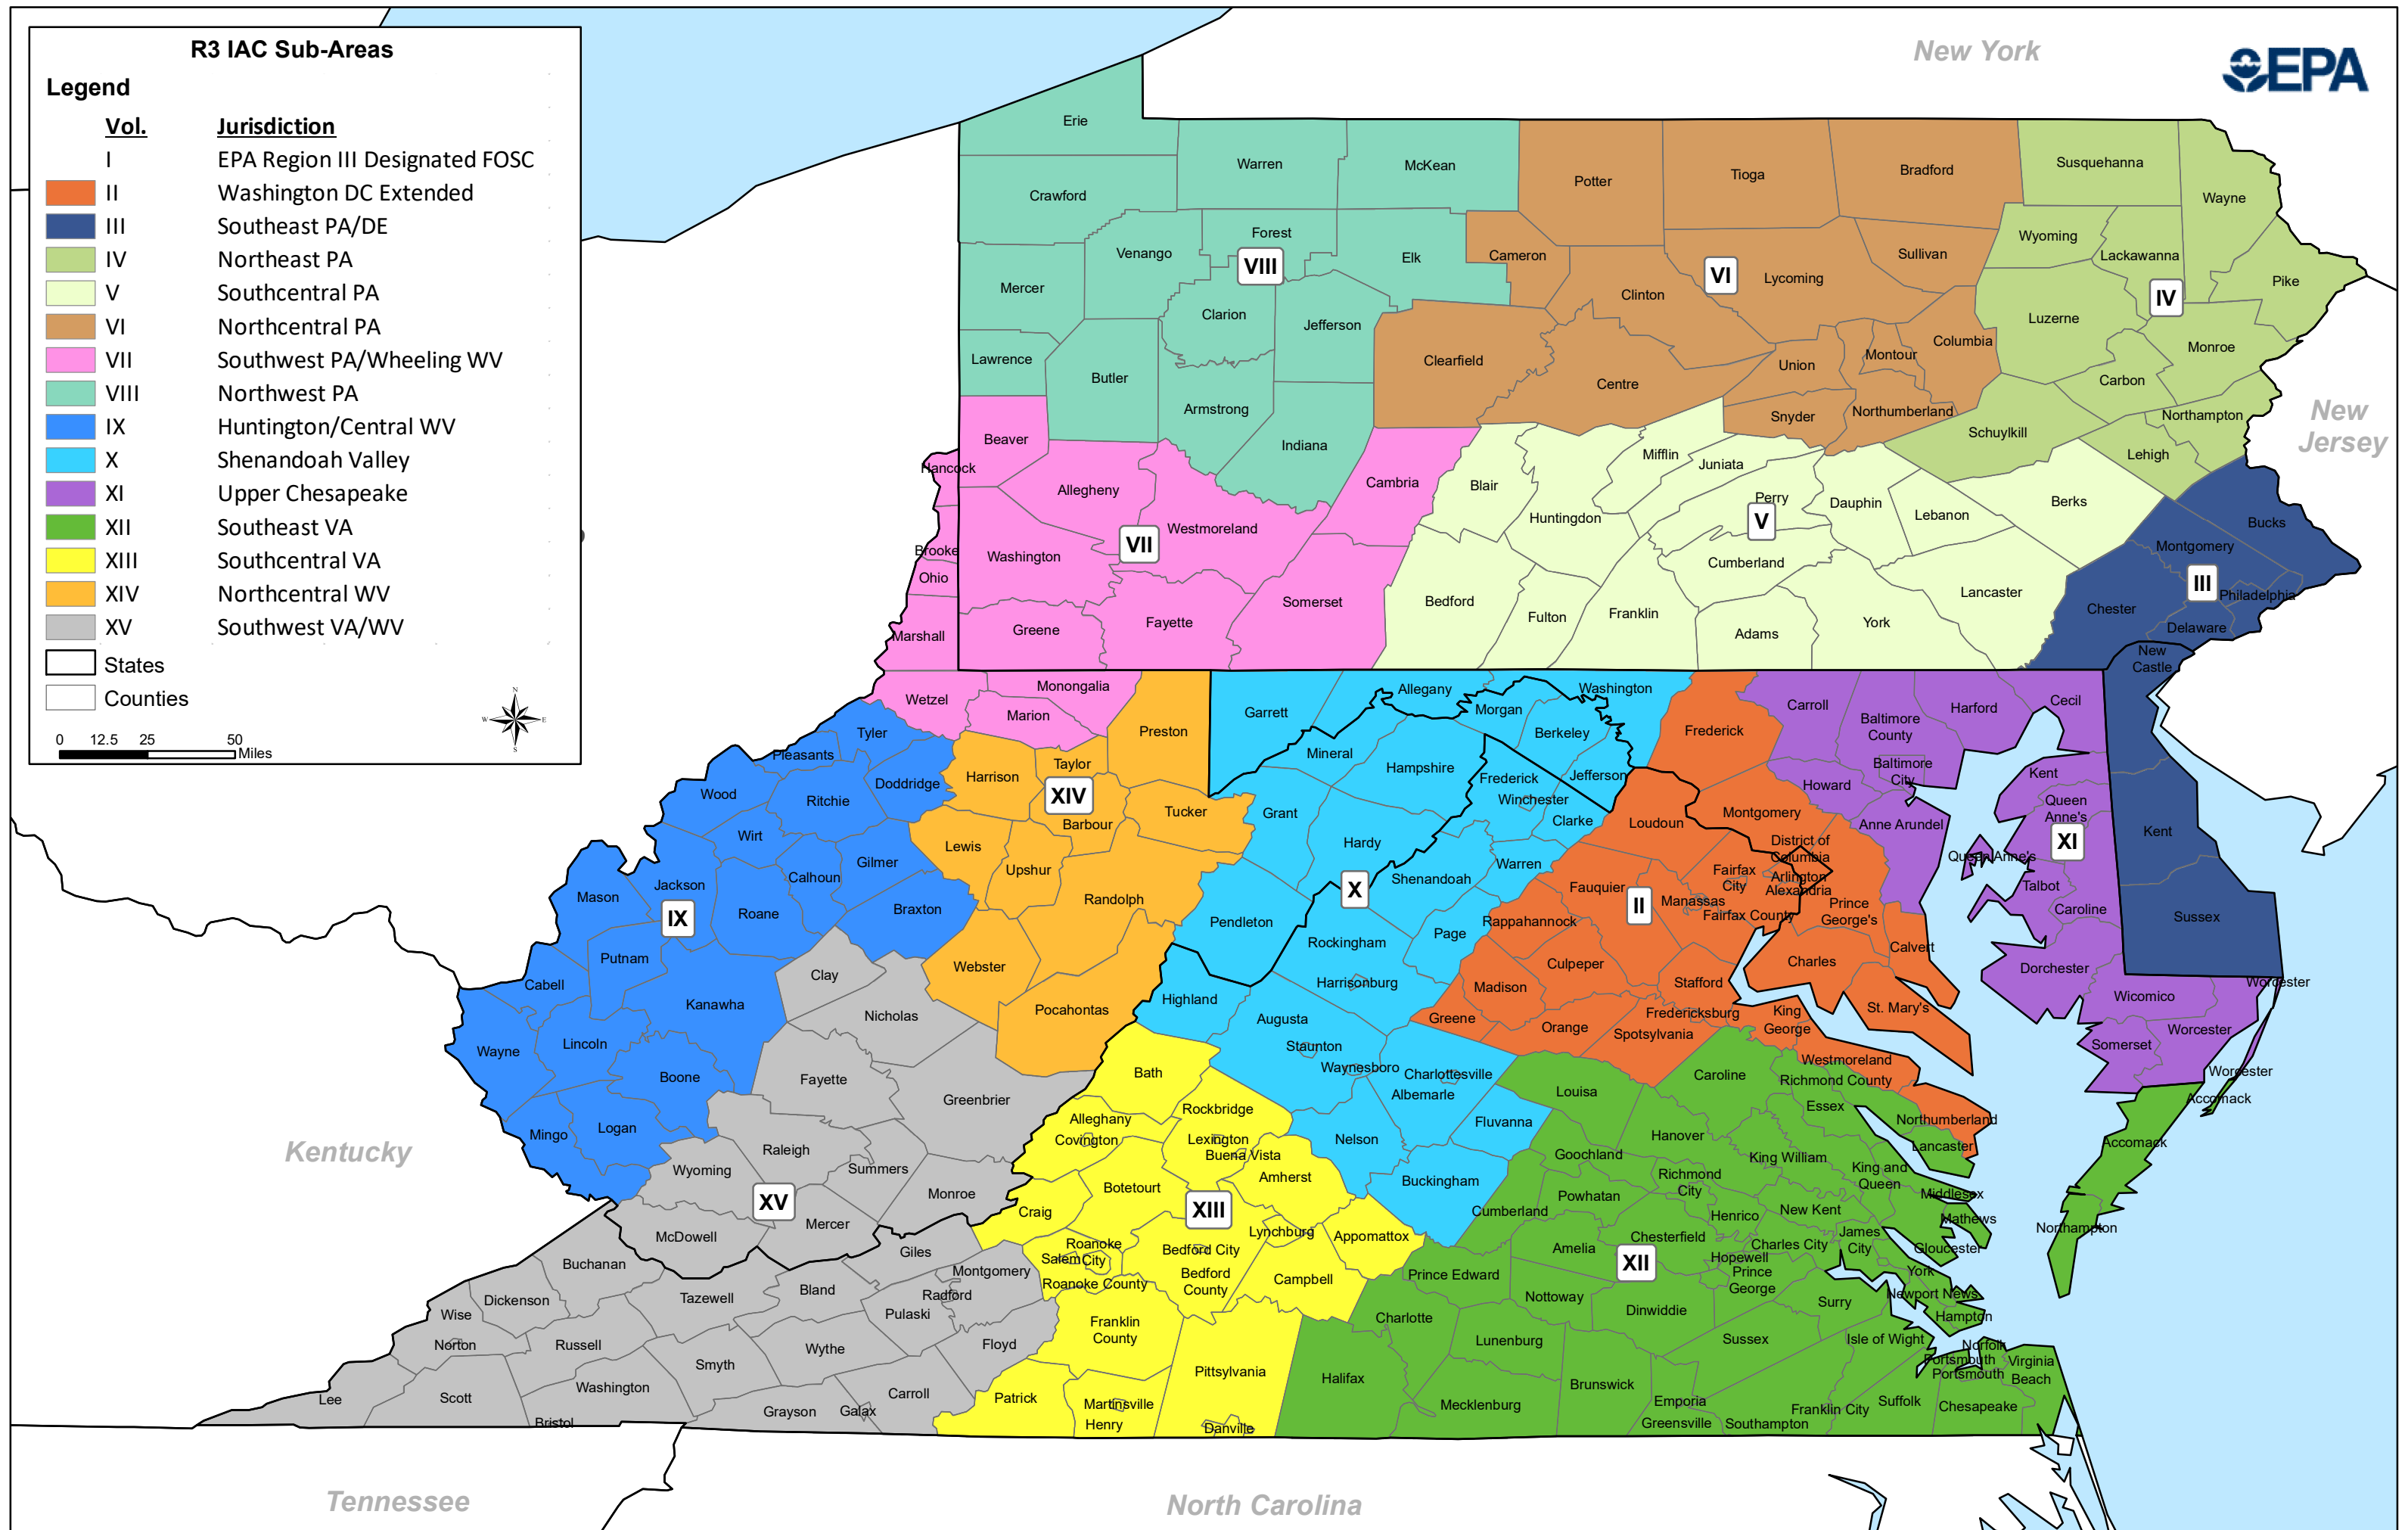 R3 IAC Sub-Areas
Legend
Vol. Jurisdiction
I EPA Region III Designated FOSC
II Washington DC Extended
III Southeast PA/DE
IV Northeast PA
V Southcentral PA
VI Northcentral PA
VII Southwest PA/Wheeling WV
VIII Northwest PA
IX Huntington/Central WV
X Shenandoah Valley
XI Upper Chesapeake
XII Southeast VA
XIII Southcentral VA
XIV Northcentral WV
XV Southwest VA/WV
States
Counties
N
W E
S
0 12.5 25 50
Miles
New York
EPA
New
Jersey
Kentucky
Tennessee
North Carolina
Erie
Crawford
Warren
McKean
Mercer
Venango
Forest
VIII
Elk
Clarion
Jefferson
Lawrence
Butler
Armstrong
Indiana
Potter
Tioga
Bradford
Cameron
Clinton
VI
Lycoming
Sullivan
Clearfield
Centre
Union
Montour
Columbia
Snyder
Northumberland
Susquehanna
Wayne
Wyoming
Lackawanna
Pike
IV
Luzerne
Monroe
Carbon
Northampton
Schuylkill
Lehigh
Beaver
Hancock
Allegheny
Cambria
Westmoreland
VII
Brooke
Washington
Ohio
Somerset
Fayette
Greene
Marshall
Wetzel
Monongalia
Marion
Mifflin
Juniata
Blair
Perry
V
Dauphin
Lebanon
Berks
Huntingdon
Cumberland
Bedford
Fulton
Franklin
Lancaster
Adams
York
Bucks
Montgomery
III
Philadelphia
Chester
Delaware
New
Castle
Kent
Sussex
Tyler
Pleasants
Doddridge
Wood
Ritchie
Wirt
Gilmer
Calhoun
Jackson
Mason
IX
Roane
Braxton
Putnam
Cabell
Kanawha
Wayne
Lincoln
Boone
Mingo
Logan
Preston
Taylor
Harrison
XIV
Barbour
Tucker
Lewis
Upshur
Randolph
Webster
Pocahontas
Garrett
Allegany
Washington
Morgan
Berkeley
Mineral
Hampshire
Frederick
Jefferson
Winchester
Clarke
Grant
Hardy
Warren
Shenandoah
X
Pendleton
Page
Rockingham
Harrisonburg
Highland
Augusta
Staunton
Waynesboro
Charlottesville
Albemarle
Nelson
Fluvanna
Buckingham
Frederick
Montgomery
Loudoun
District of
Columbia
Fairfax
City
Arlington
Alexandria
Fauquier
II
Manassas
Fairfax County
Prince
George's
Rappahannock
Calvert
Culpeper
Charles
Madison
Stafford
St. Mary's
Greene
Orange
Fredericksburg
Spotsylvania
King
George
Westmoreland
Northumberland
Carroll
Baltimore
County
Harford
Cecil
Baltimore
City
Howard
Anne Arundel
Kent
Queen
Anne's
XI
Queen Anne's
Talbot
Caroline
Dorchester
Wicomico
Worcester
Worcester
Somerset
Worcester
Accomack
Accomack
Northampton
Clay
Nicholas
Fayette
Greenbrier
Raleigh
Summers
Wyoming
Monroe
XV
Mercer
McDowell
Giles
Buchanan
Montgomery
Bland
Radford
Tazewell
Dickenson
Pulaski
Wise
Norton
Russell
Wythe
Floyd
Smyth
Washington
Carroll
Lee
Scott
Grayson
Galax
Bristol
Bath
Alleghany
Rockbridge
Covington
Lexington
Buena Vista
Amherst
Botetourt
XIII
Craig
Lynchburg
Appomattox
Roanoke
City
Salem
Bedford City
Roanoke County
Bedford
County
Campbell
Franklin
County
Pittsylvania
Patrick
Martinsville
Henry
Danville
Louisa
Caroline
Richmond County
Essex
Lancaster
Hanover
Goochland
King William
King and
Queen
Richmond
City
Powhatan
Middlesex
Cumberland
Henrico
New Kent
Mathews
Amelia
Chesterfield
Charles City
James
City
Gloucester
XII
Hopewell
Prince
George
Prince Edward
York
Nottoway
Dinwiddie
Surry
Newport News
Hampton
Charlotte
Lunenburg
Sussex
Isle of Wight
Norfolk
Portsmouth
Portsmouth
Virginia
Beach
Halifax
Mecklenburg
Brunswick
Emporia
Greensville
Southampton
Franklin City
Suffolk
Chesapeake